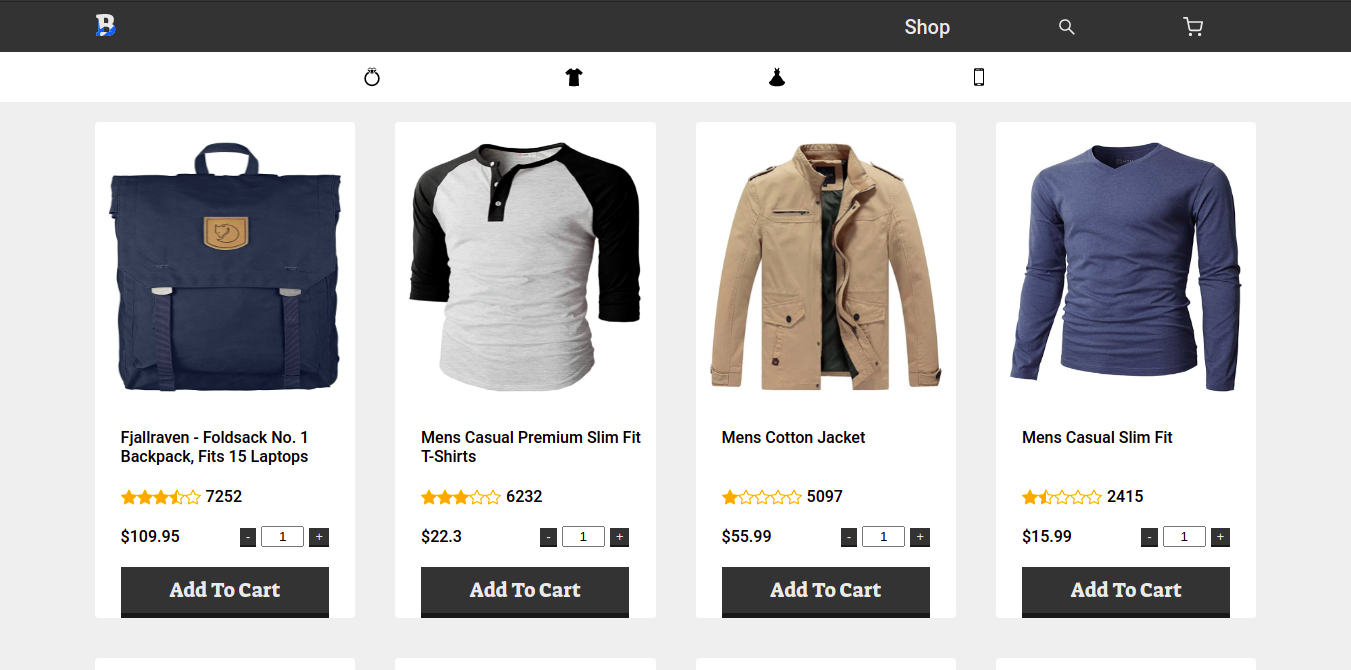 B
Shop
Fjallraven - Foldsack No. 1
Backpack, Fits 15 Laptops
7252
$109.95
- 1 +
Add To Cart
Mens Casual Premium Slim Fit
T-Shirts
6232
$22.3
- 1 +
Add To Cart
Mens Cotton Jacket
5097
$55.99
- 1 +
Add To Cart
Mens Casual Slim Fit
2415
$15.99
- 1 +
Add To Cart